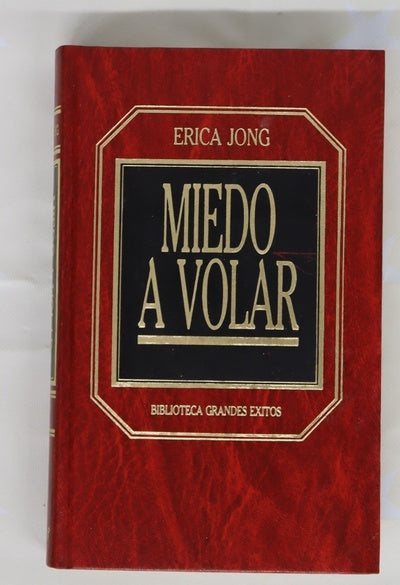 ERICA JONG
MIEDO
A VOLAR
BIBLIOTECA GRANDES EXITOS